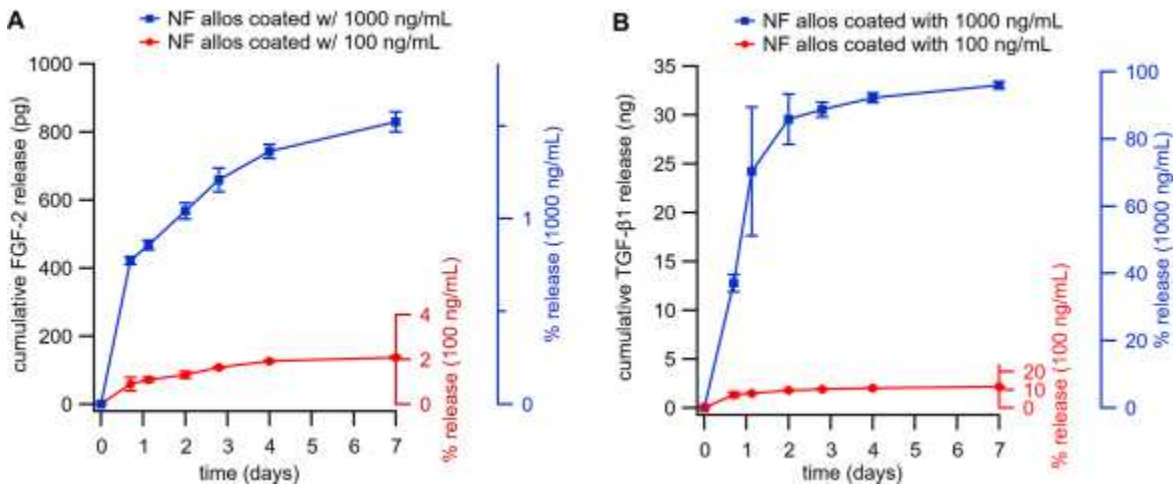 A
NF allos coated w/ 1000 ng/mL
NF allos coated w/ 100 ng/mL
cumulative FGF-2 release (pg)
1000
800
600
400
200
0
0 1 2 3 4 5 6 7
time (days)
4
2
0
% release (100 ng/mL)
1
0
% release (1000 ng/mL)
B
NF allos coated with 1000 ng/mL
NF allos coated with 100 ng/mL
cumulative TGF-β1 release (ng)
35
30
25
20
15
10
5
0
0 1 2 3 4 5 6 7
time (days)
20
10
0
% release (100 ng/mL)
100
80
60
40
20
0
% release (1000 ng/mL)